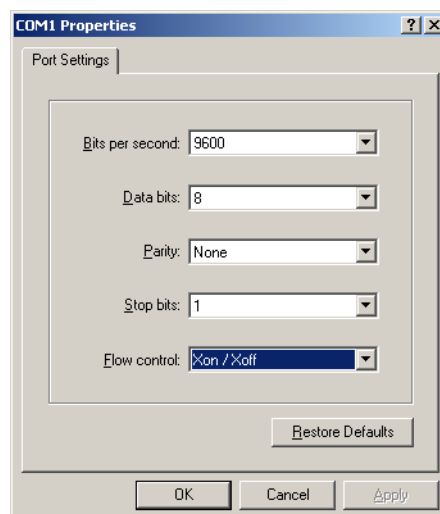 COM1 Properties
Port Settings
Bits per second: 9600
Data bits: 8
Parity: None
Stop bits: 1
Flow control: Xon / Xoff
Restore Defaults
OK Cancel Apply